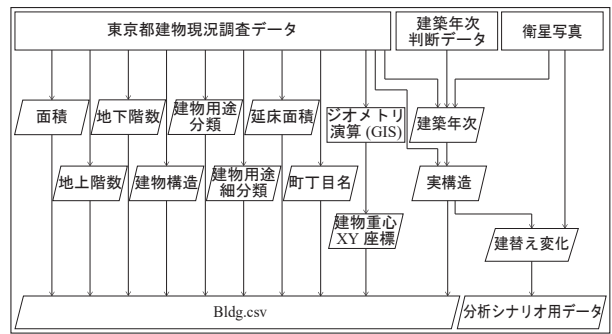 東京都建物現況調査データ
建築年次
判断データ
衛星写真
面積
地下階数
建物用途
分類
延床面積
ジオメトリ
演算 (GIS)
建築年次
地上階数
建物構造
建物用途
細分類
町丁目名
実構造
建物重心
XY 座標
建替え変化
Bldg.csv
分析シナリオ用データ